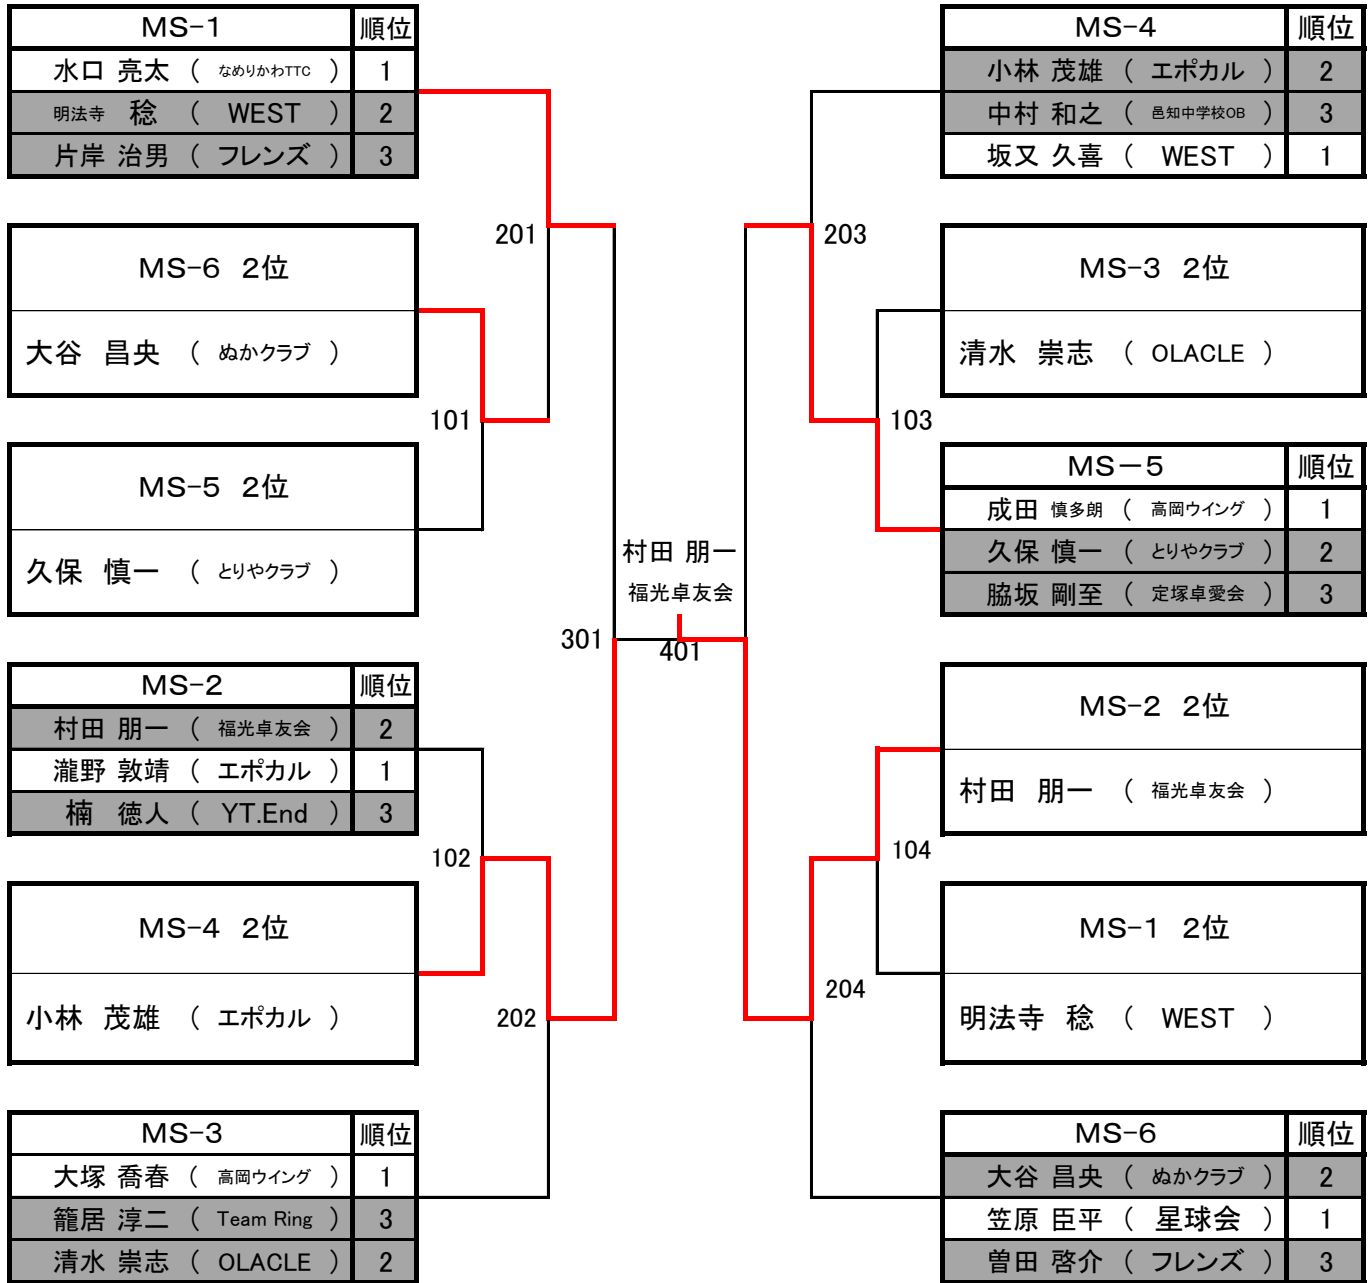 MS-1 順位
水口 亮太 ( なめりかわTTC ) 1
明法寺 稔 ( WEST ) 2
片岸 治男 ( フレンズ ) 3
MS-6 2位
大谷 昌央 ( ぬかクラブ )
MS-5 2位
久保 慎一 ( とりやクラブ )
MS-2 順位
村田 朋一 ( 福光卓友会 ) 2
瀧野 敦靖 ( エポカル ) 1
楠 徳人 ( YT.End ) 3
MS-4 2位
小林 茂雄 ( エポカル )
MS-3 順位
大塚 喬春 ( 高岡ウイング ) 1
籠居 淳二 ( Team Ring ) 3
清水 崇志 ( OLACLE ) 2
201
101
301
102
202
村田 朋一
福光卓友会
401
203
103
104
204
MS-4 順位
小林 茂雄 ( エポカル ) 2
中村 和之 ( 邑知中学校OB ) 3
坂又 久喜 ( WEST ) 1
MS-3 2位
清水 崇志 ( OLACLE )
MS-5 順位
成田 慎多朗 ( 高岡ウイング ) 1
久保 慎一 ( とりやクラブ ) 2
脇坂 剛至 ( 定塚卓愛会 ) 3
MS-2 2位
村田 朋一 ( 福光卓友会 )
MS-1 2位
明法寺 稔 ( WEST )
MS-6 順位
大谷 昌央 ( ぬかクラブ ) 2
笠原 臣平 ( 星球会 ) 1
曽田 啓介 ( フレンズ ) 3